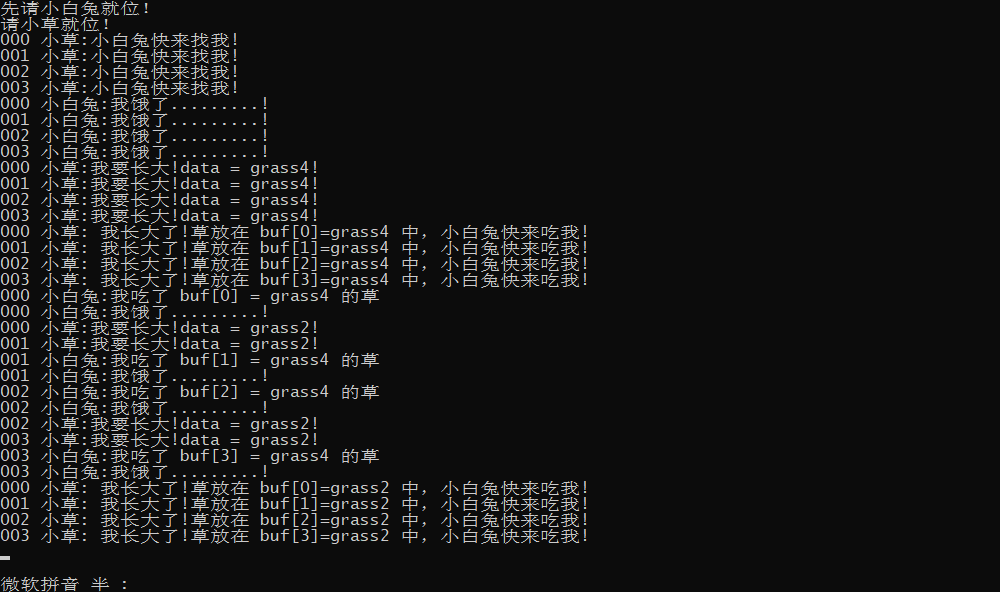 先请小白兔就位!
请小草就位!
000 小草:小白兔快来找我!
001 小草:小白兔快来找我!
002 小草:小白兔快来找我!
003 小草:小白兔快来找我!
000 小白兔:我饿了.........!
001 小白兔:我饿了.........!
002 小白兔:我饿了.........!
003 小白兔:我饿了.........!
000 小草:我要长大!data = grass4!
001 小草:我要长大!data = grass4!
002 小草:我要长大!data = grass4!
003 小草:我要长大!data = grass4!
000 小草: 我长大了!草放在 buf[0]=grass4 中, 小白兔快来吃我!
001 小草: 我长大了!草放在 buf[1]=grass4 中, 小白兔快来吃我!
002 小草: 我长大了!草放在 buf[2]=grass4 中, 小白兔快来吃我!
003 小草: 我长大了!草放在 buf[3]=grass4 中, 小白兔快来吃我!
000 小白兔:我吃了 buf[0] = grass4 的草
000 小白兔:我饿了.........!
000 小草:我要长大!data = grass2!
001 小草:我要长大!data = grass2!
001 小白兔:我吃了 buf[1] = grass4 的草
001 小白兔:我饿了.........!
002 小白兔:我吃了 buf[2] = grass4 的草
002 小白兔:我饿了.........!
002 小草:我要长大!data = grass2!
003 小草:我要长大!data = grass2!
003 小白兔:我吃了 buf[3] = grass4 的草
003 小白兔:我饿了.........!
000 小草: 我长大了!草放在 buf[0]=grass2 中, 小白兔快来吃我!
001 小草: 我长大了!草放在 buf[1]=grass2 中, 小白兔快来吃我!
002 小草: 我长大了!草放在 buf[2]=grass2 中, 小白兔快来吃我!
003 小草: 我长大了!草放在 buf[3]=grass2 中, 小白兔快来吃我!
微软拼音 半 :